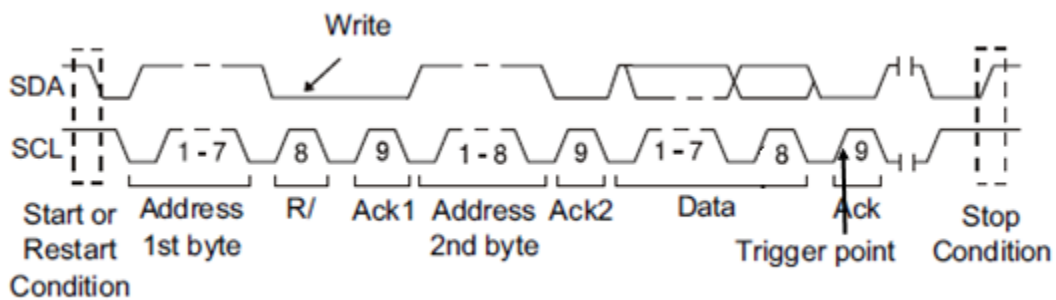 Write
SDA
SCL
1 - 7
8
9
1 - 8
9
1 - 7
8
9
Start or
Restart
Condition
Address
1st byte
R/
Ack1
Address
2nd byte
Ack2
Data
Ack
Trigger point
Stop
Condition